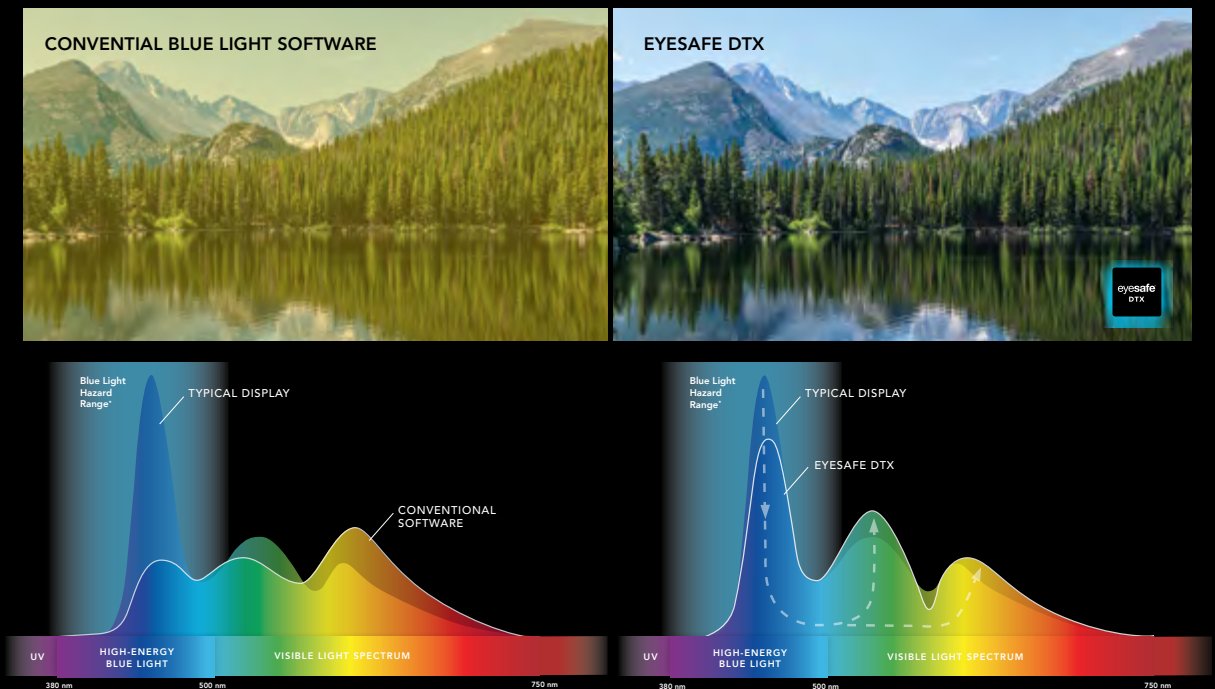 CONVENTIAL BLUE LIGHT SOFTWARE
EYESAFE DTX
eyesafe
DTX
Blue Light
Hazard
Range*
TYPICAL DISPLAY
CONVENTIONAL
SOFTWARE
UV
HIGH-ENERGY
BLUE LIGHT
VISIBLE LIGHT SPECTRUM
380 nm
500 nm
750 nm
Blue Light
Hazard
Range*
TYPICAL DISPLAY
EYESAFE DTX
UV
HIGH-ENERGY
BLUE LIGHT
VISIBLE LIGHT SPECTRUM
380 nm
500 nm
750 nm